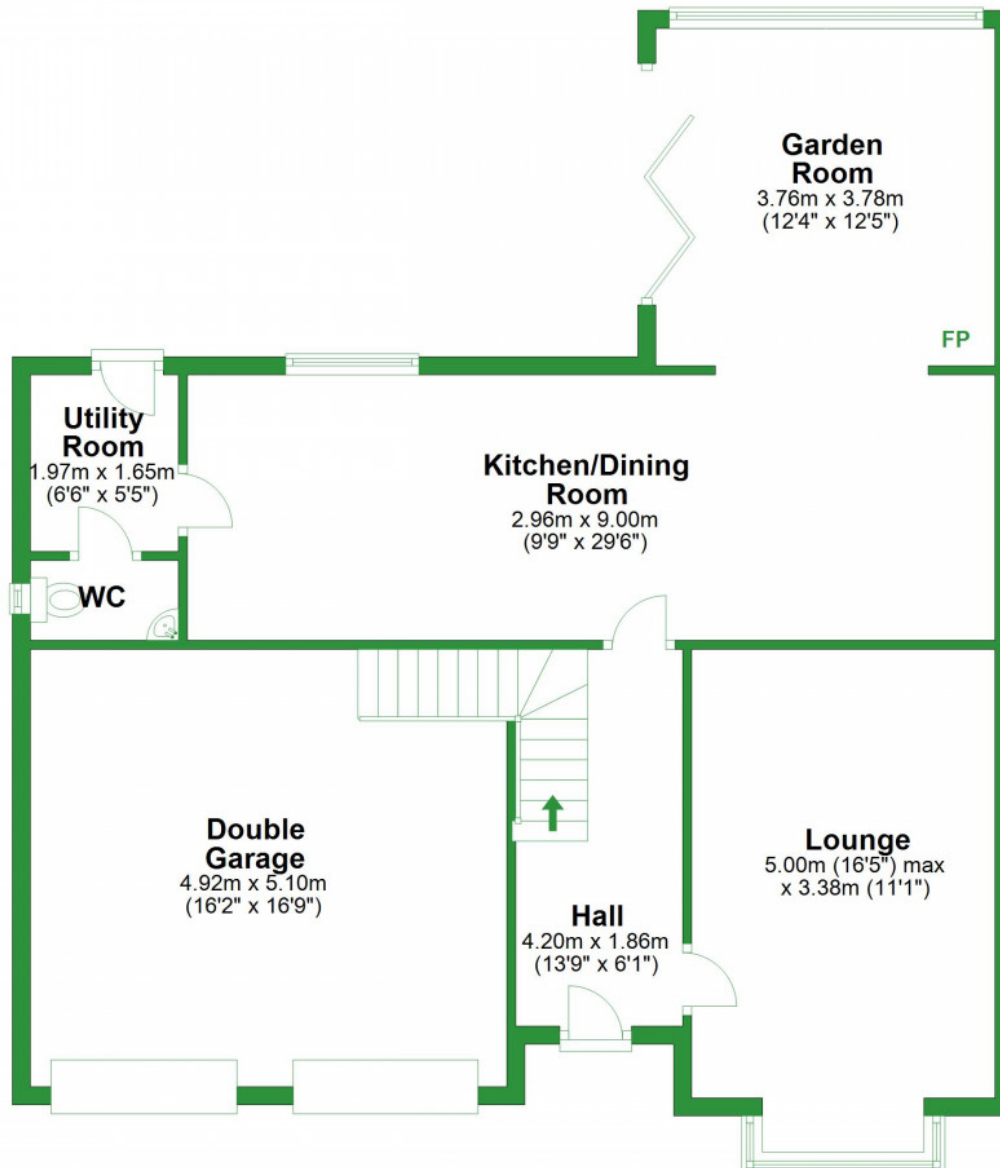 Garden
Room
3.76m x 3.78m
(12'4" x 12'5")
FP
Utility
Room
1.97m x 1.65m
(6'6" x 5'5")
Kitchen/Dining
Room
2.96m x 9.00m
(9'9" x 29'6")
WC
Double
Garage
4.92m x 5.10m
(16'2" x 16'9")
Lounge
5.00m (16'5") max
x 3.38m (11'1")
Hall
4.20m x 1.86m
(13'9" x 6'1")